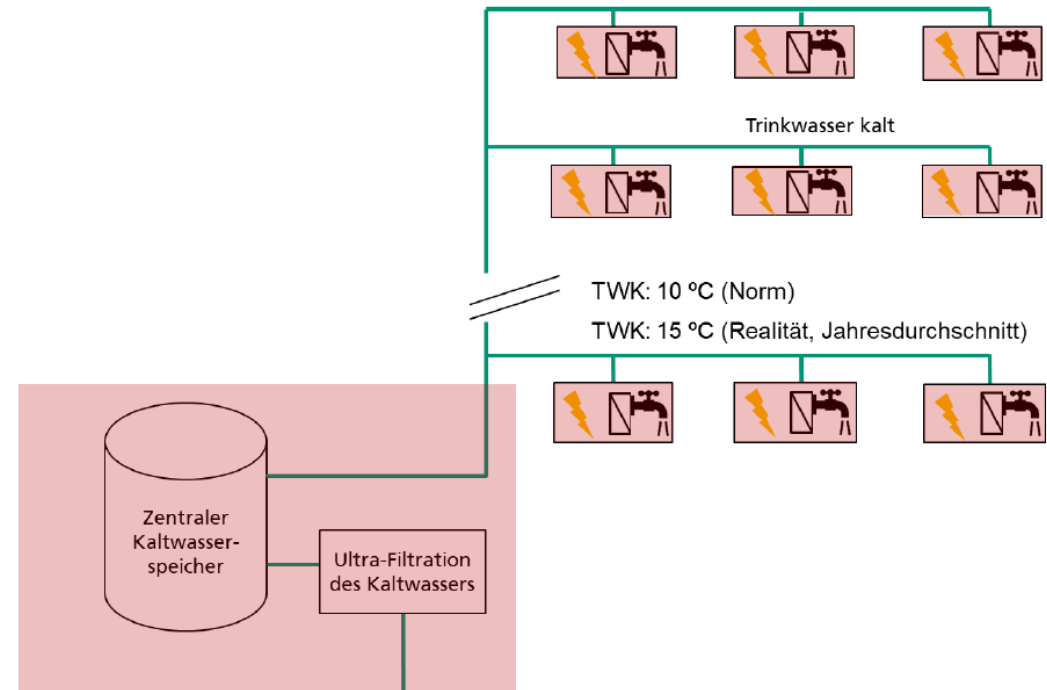 Trinkwasser kalt
TWK: 10 ºC (Norm)
TWK: 15 ºC (Realität, Jahresdurchschnitt)
Zentraler
Kaltwasser-
speicher
Ultra-Filtration
des Kaltwassers